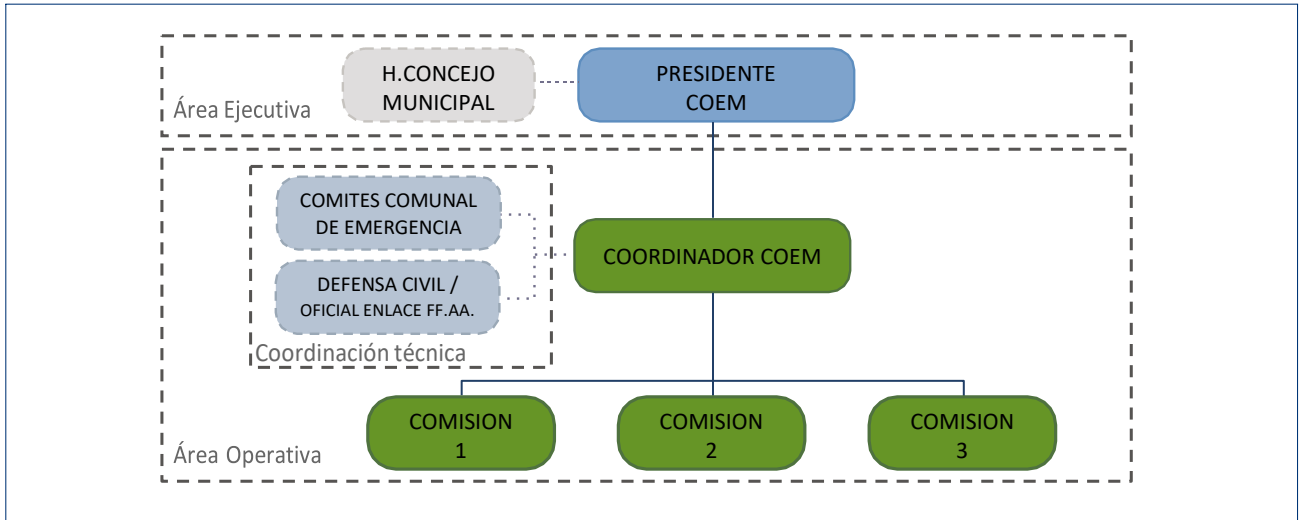 H.CONCEJO
MUNICIPAL
PRESIDENTE
COEM
Área Ejecutiva
COMITES COMUNAL
DE EMERGENCIA
COORDINADOR COEM
DEFENSA CIVIL /
OFICIAL ENLACE FF.AA.
Coordinación técnica
COMISION
1
COMISION
2
COMISION
3
Área Operativa